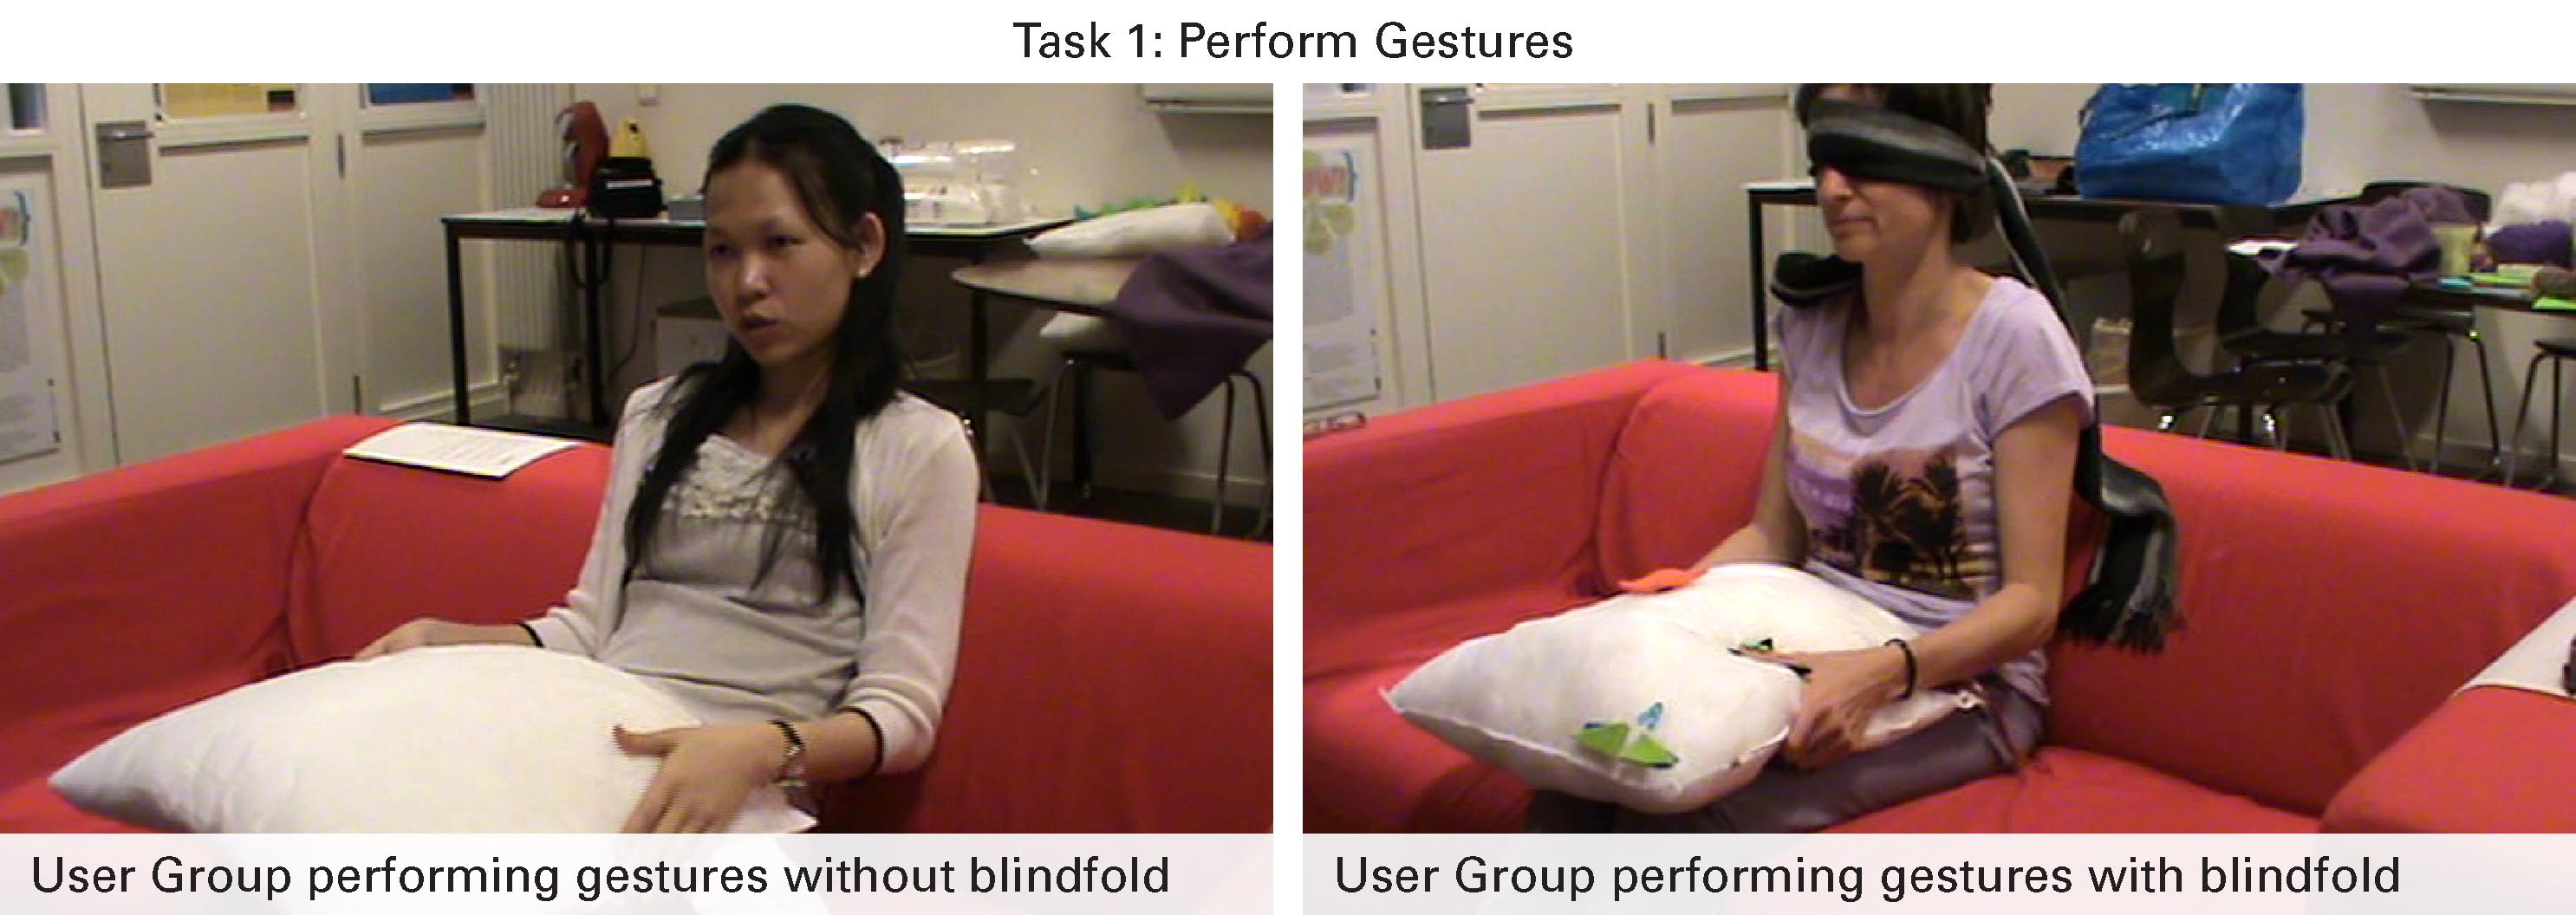 Task 1: Perform Gestures
User Group performing gestures without blindfold
User Group performing gestures with blindfold